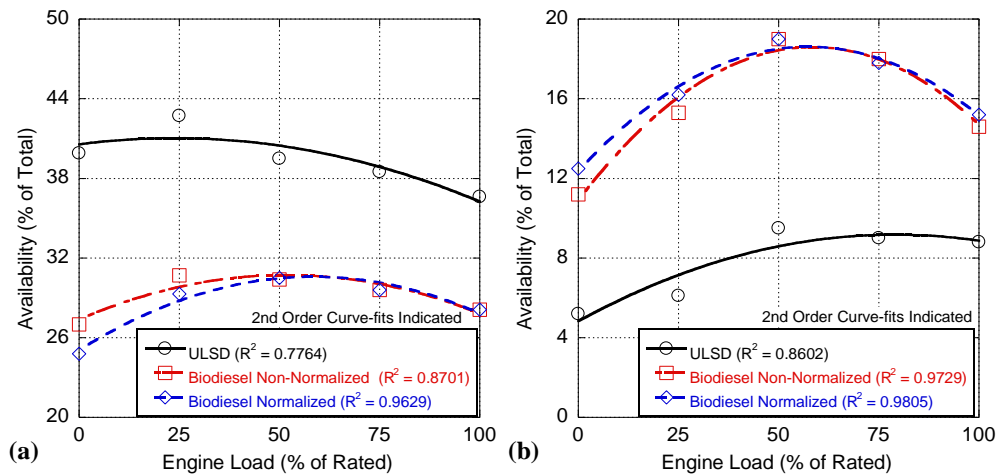 50
44
38
32
26
20
Availability (% of Total)
2nd Order Curve-fits Indicated
ULSD (R² = 0.7764)
Biodiesel Non-Normalized (R² = 0.8701)
Biodiesel Normalized (R² = 0.9629)
0 25 50 75 100
(a)
Engine Load (% of Rated)
20
16
12
8
4
0
Availability (% of Total)
2nd Order Curve-fits Indicated
ULSD (R² = 0.8602)
Biodiesel Non-Normalized (R² = 0.9729)
Biodiesel Normalized (R² = 0.9805)
0 25 50 75 100
(b)
Engine Load (% of Rated)